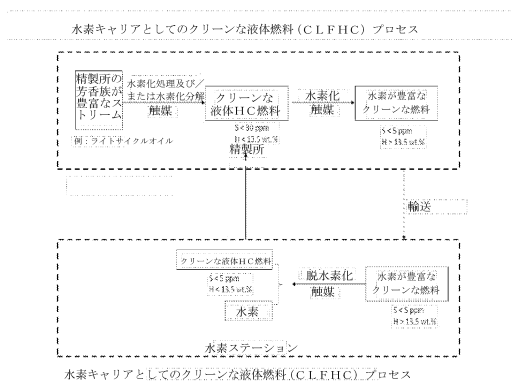 水素キャリアとしてのクリーンな液体燃料(CLFHC)プロセス
精製所の
芳香族が
豊富なス
トリーム
例：ライトサイクルオイル
水素化処理及び／
または水素化分解
触媒
クリーンな
液体HC燃料
H < 13.5 wt.%
精製所
水素化
触媒
水素が豊富な
クリーンな燃料
S < 5 ppm
H > 13.5 wt.%
輸送
クリーンな液体HC燃料
S < 5 ppm
H < 13.5 wt.%
水素
脱水素化
触媒
水素が豊富な
クリーンな燃料
S < 5 ppm
H > 13.5 wt.%
水素ステーション
水素キャリアとしてのクリーンな液体燃料(CLFHC)プロセス